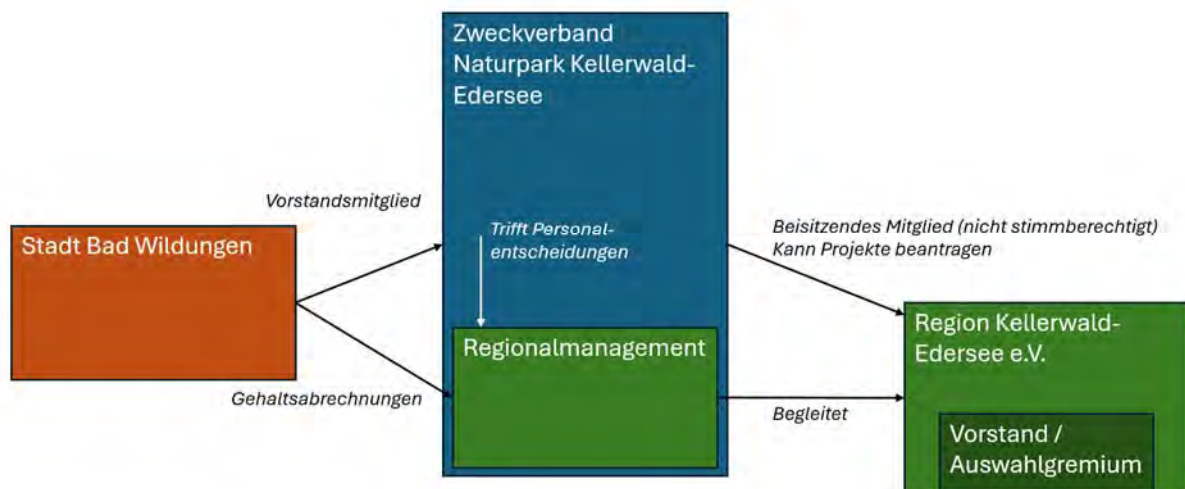 Zweckverband
Naturpark Kellerwald-
Edersee
Vorstandsmitglied
Stadt Bad Wildungen
Trifft Personal-
entscheidungen
Beisitzendes Mitglied (nicht stimmberechtigt)
Kann Projekte beantragen
Regionalmanagement
Region Kellerwald-
Edersee e.V.
Gehaltsabrechnungen
Begleitet
Vorstand /
Auswahlgremium